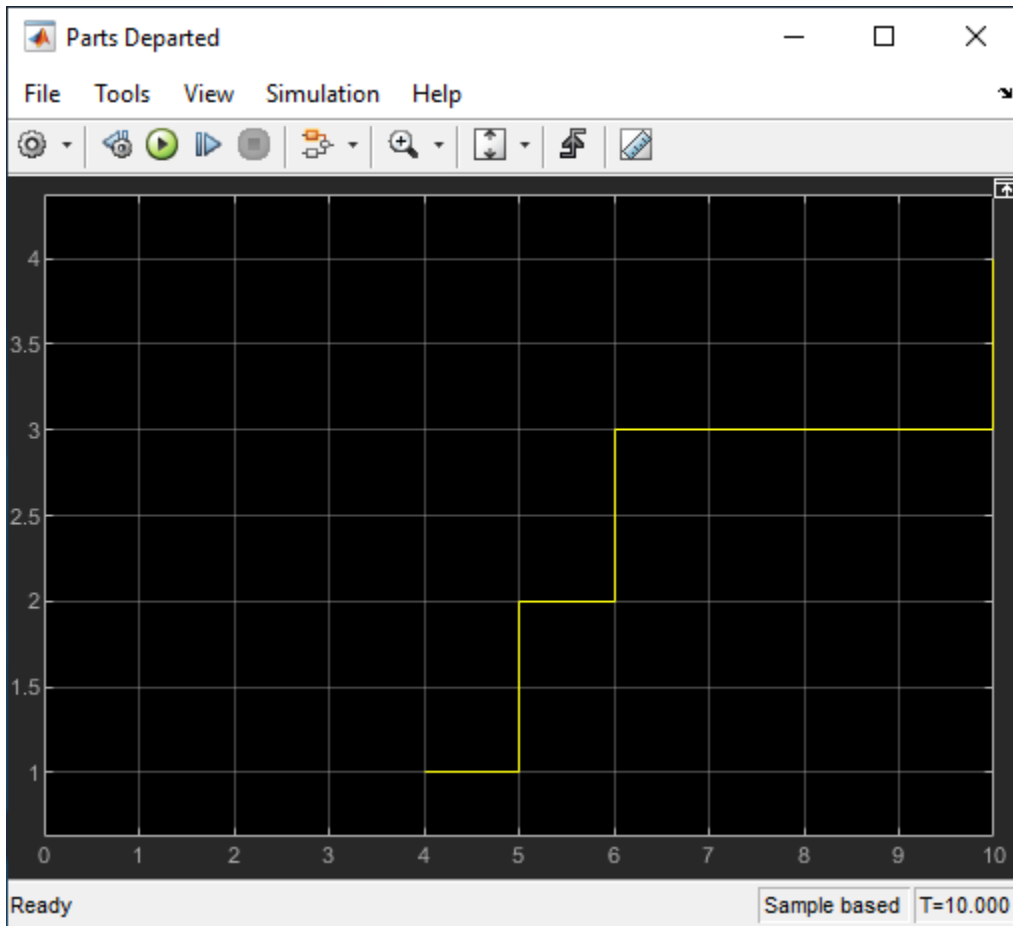 Parts Departed
File Tools View Simulation Help
4
3.5
3
2.5
2
1.5
1
0 1 2 3 4 5 6 7 8 9 10
Ready Sample based T=10.000